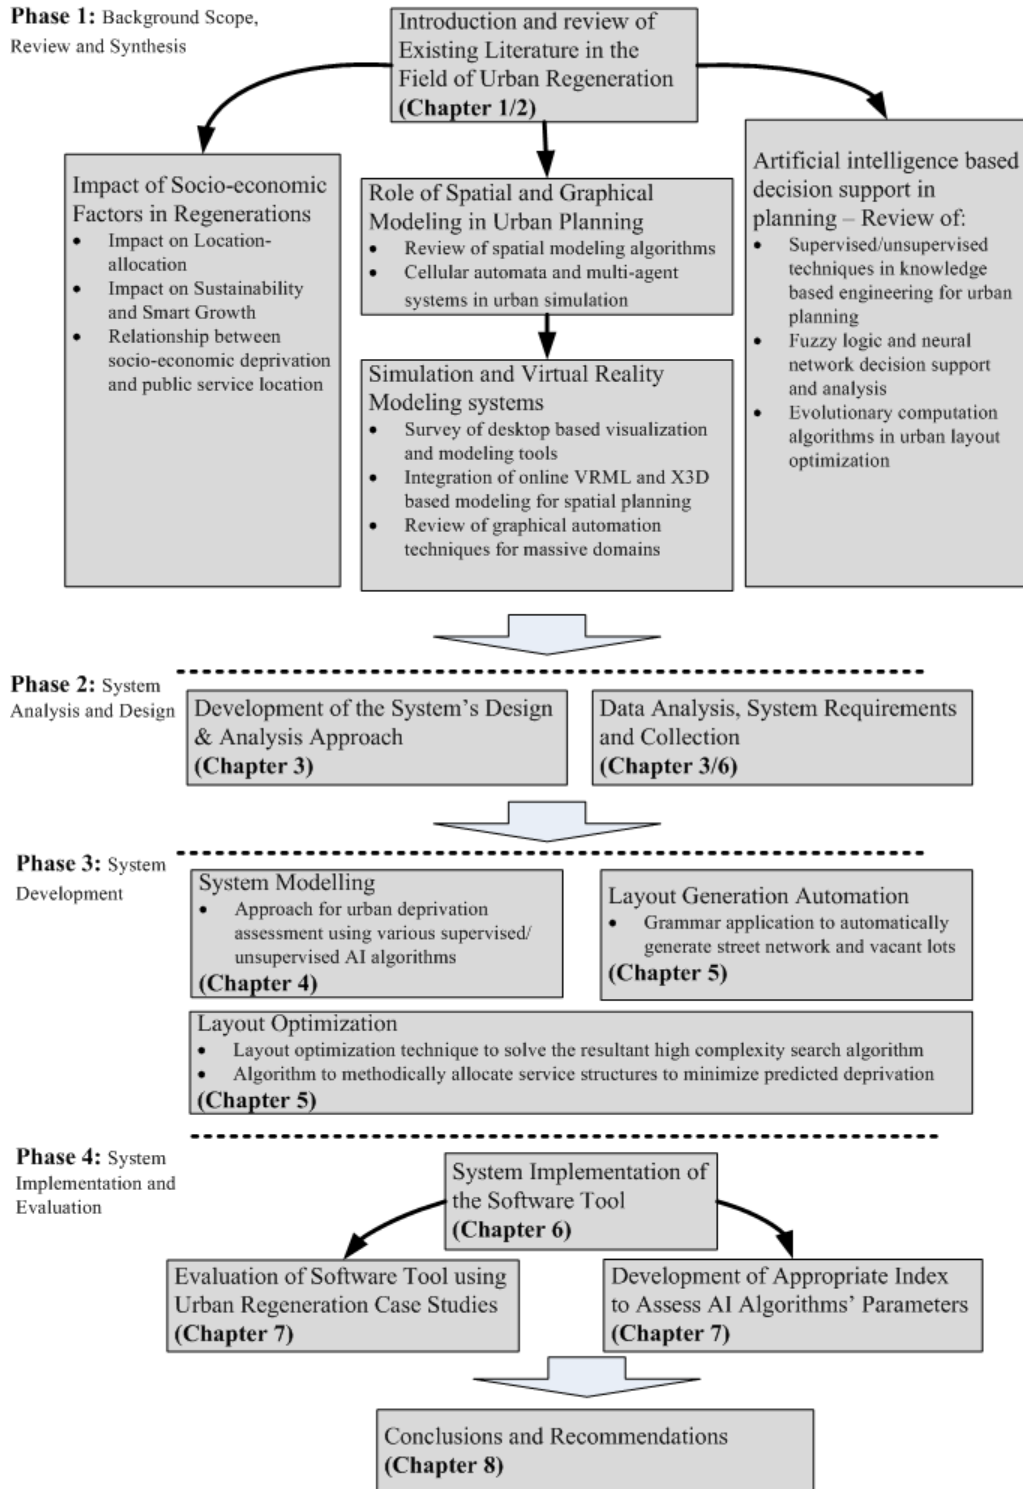 Phase 1: Background Scope,
Review and Synthesis
Introduction and review of
Existing Literature in the
Field of Urban Regeneration
(Chapter 1/2)
Impact of Socio-economic
Factors in Regenerations
• Impact on Location-
allocation
• Impact on Sustainability
and Smart Growth
• Relationship between
socio-economic deprivation
and public service location
Role of Spatial and Graphical
Modeling in Urban Planning
• Review of spatial modeling algorithms
• Cellular automata and multi-agent
systems in urban simulation
Simulation and Virtual Reality
Modeling systems
• Survey of desktop based visualization
and modeling tools
• Integration of online VRML and X3D
based modeling for spatial planning
• Review of graphical automation
techniques for massive domains
Artificial intelligence based
decision support in
planning – Review of:
• Supervised/unsupervised
techniques in knowledge
based engineering for urban
planning
• Fuzzy logic and neural
network decision support
and analysis
• Evolutionary computation
algorithms in urban layout
optimization
Phase 2: System
Analysis and Design
Development of the System’s Design
& Analysis Approach
(Chapter 3)
Data Analysis, System Requirements
and Collection
(Chapter 3/6)
Phase 3: System
Development
System Modelling
• Approach for urban deprivation
assessment using various supervised/
unsupervised AI algorithms
(Chapter 4)
Layout Generation Automation
• Grammar application to automatically
generate street network and vacant lots
(Chapter 5)
Layout Optimization
• Layout optimization technique to solve the resultant high complexity search algorithm
• Algorithm to methodically allocate service structures to minimize predicted deprivation
(Chapter 5)
Phase 4: System
Implementation and
Evaluation
System Implementation of
the Software Tool
(Chapter 6)
Evaluation of Software Tool using
Urban Regeneration Case Studies
(Chapter 7)
Development of Appropriate Index
to Assess AI Algorithms’ Parameters
(Chapter 7)
Conclusions and Recommendations
(Chapter 8)